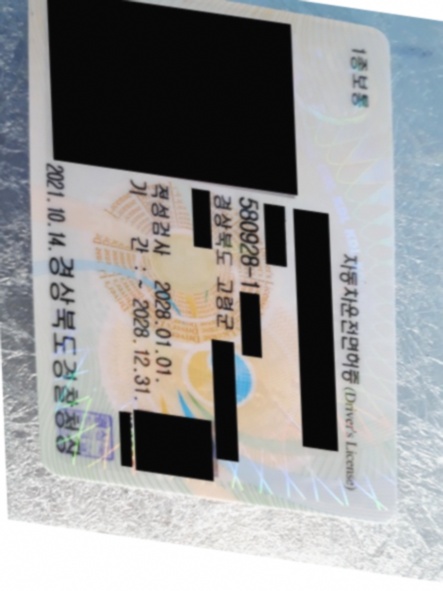 1종보통
자동차운전면허증 (Driver's License)
580928-1
경상북도 고령군
적성검사 2028.01.01.
기 간 : 2028.12.31.
2021.10.14. 경상북도경찰청장